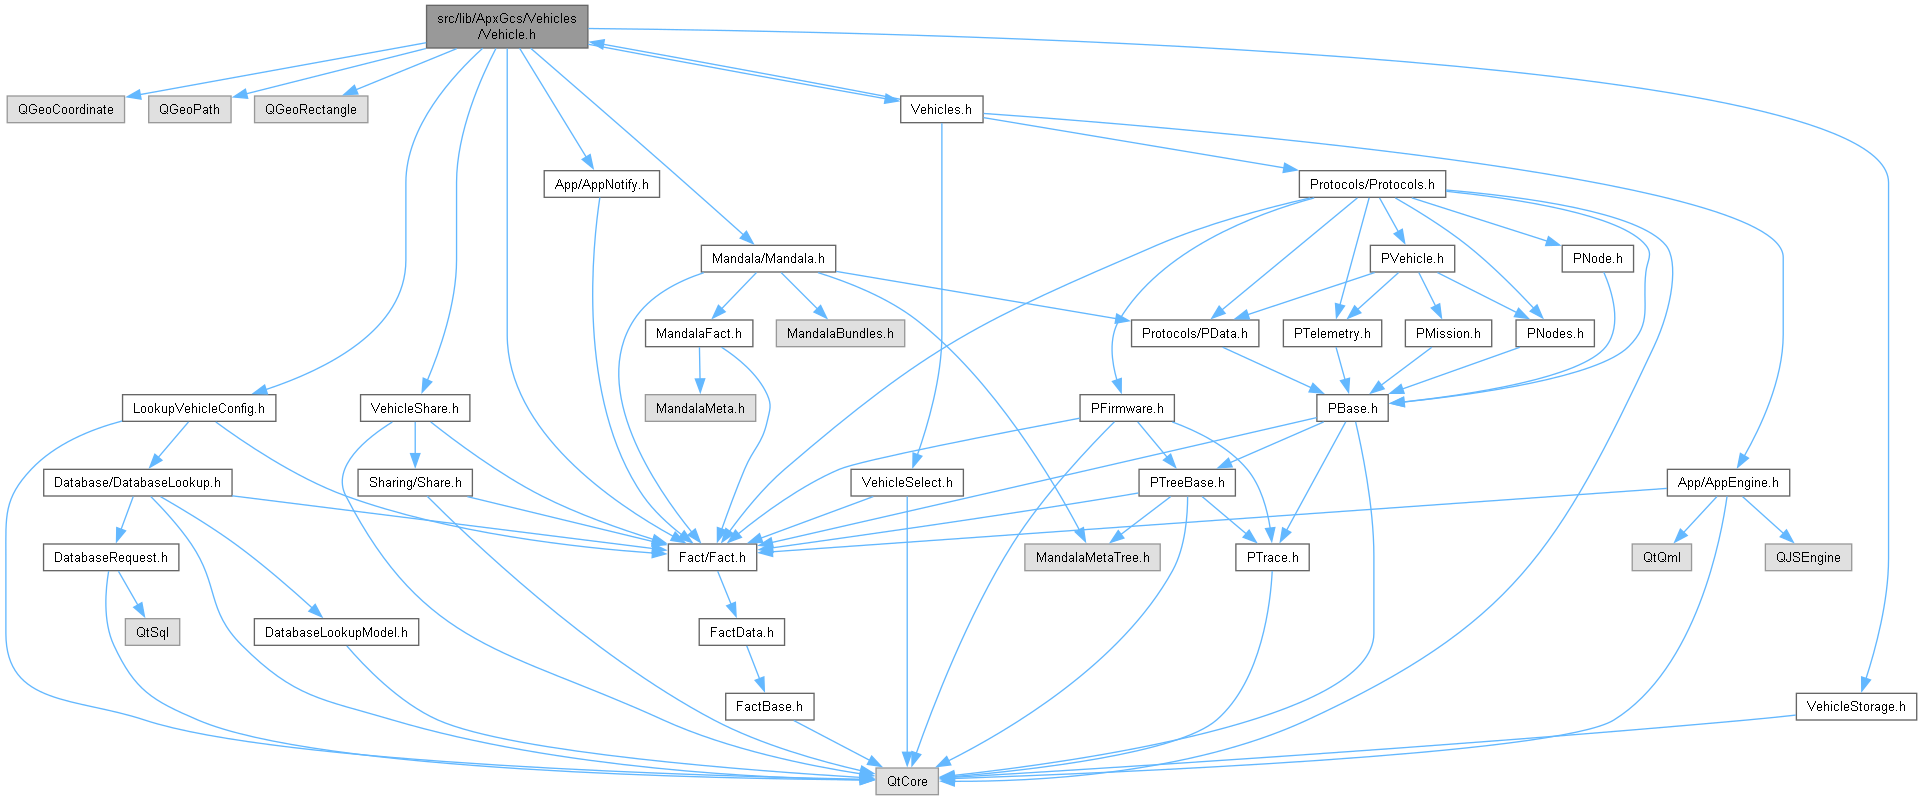 src/lib/ApxGcs/Vehicles
/Vehicle.h
QGeoCoordinate
QGeoPath
QGeoRectangle
Vehicles.h
App/AppNotify.h
Protocols/Protocols.h
Mandala/Mandala.h
PVehicle.h
PNode.h
MandalaFact.h
MandalaBundles.h
Protocols/PData.h
PTelemetry.h
PMission.h
PNodes.h
LookupVehicleConfig.h
VehicleShare.h
MandalaMeta.h
PFirmware.h
PBase.h
Database/DatabaseLookup.h
Sharing/Share.h
VehicleSelect.h
PTreeBase.h
App/AppEngine.h
DatabaseRequest.h
Fact/Fact.h
MandalaMetaTree.h
PTrace.h
QtQml
QJSEngine
QtSql
DatabaseLookupModel.h
FactData.h
FactBase.h
VehicleStorage.h
QtCore